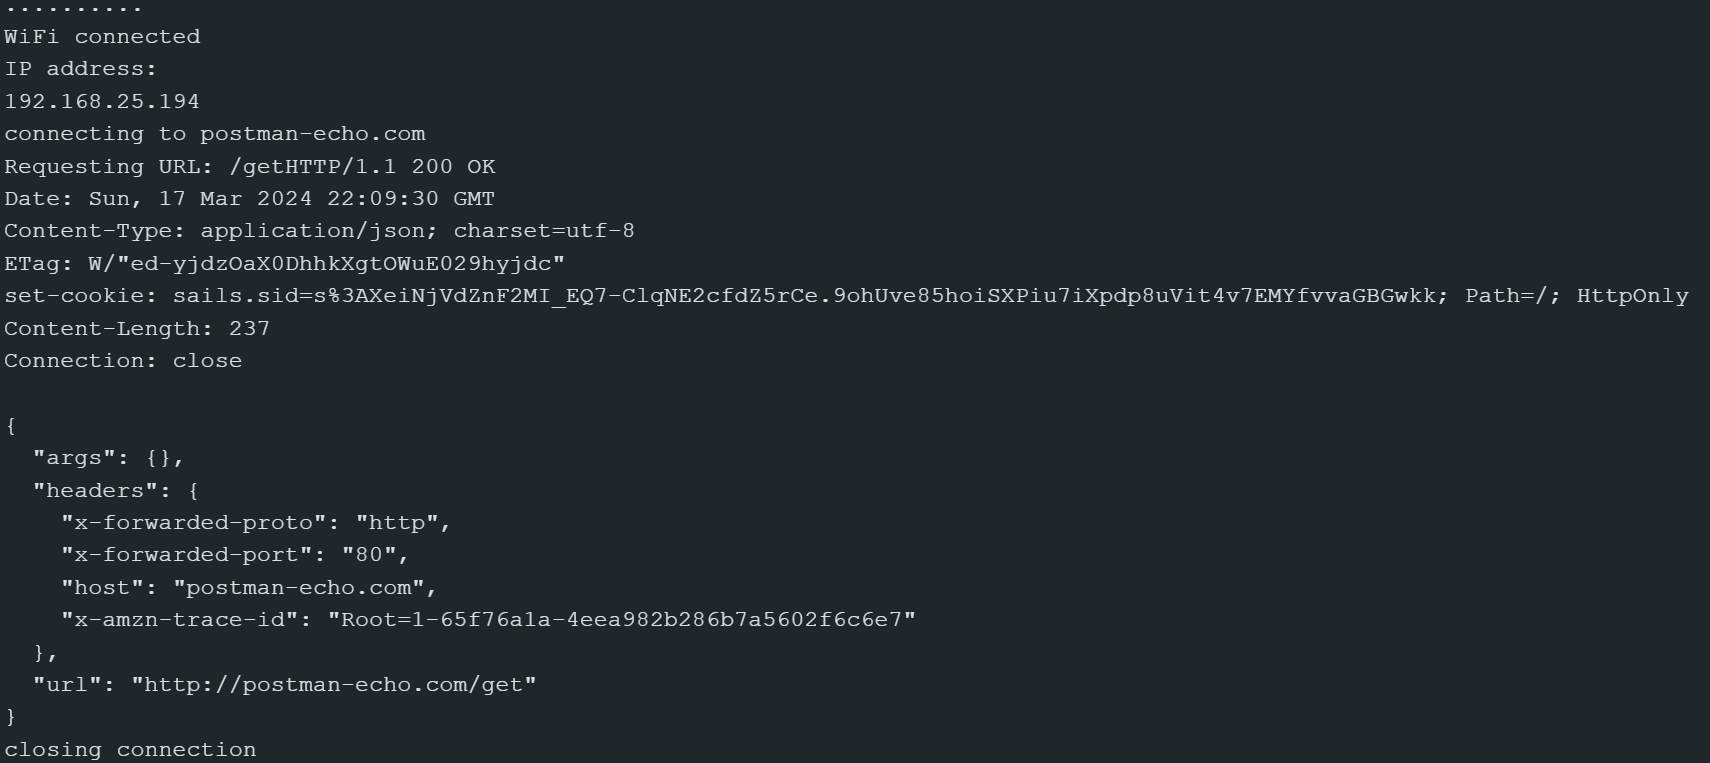 ..........
WiFi connected
IP address:
192.168.25.194
connecting to postman-echo.com
Requesting URL: /getHTTP/1.1 200 OK
Date: Sun, 17 Mar 2024 22:09:30 GMT
Content-Type: application/json; charset=utf-8
ETag: W/"ed-yjdzOaX0DhhkXgtOWuE029hyjdc"
set-cookie: sails.sid=s%3AXeiNjVdZnF2MI_EQ7-ClqNE2cfdZ5rCe.9ohUve85hoiSXPiu7iXpdp8uVit4v7EMYfvvaGBGwkk; Path=/; HttpOnly
Content-Length: 237
Connection: close

{
  "args": {},
  "headers": {
    "x-forwarded-proto": "http",
    "x-forwarded-port": "80",
    "host": "postman-echo.com",
    "x-amzn-trace-id": "Root=1-65f76a1a-4eea982b286b7a5602f6c6e7"
  },
  "url": "http://postman-echo.com/get"
}
closing connection